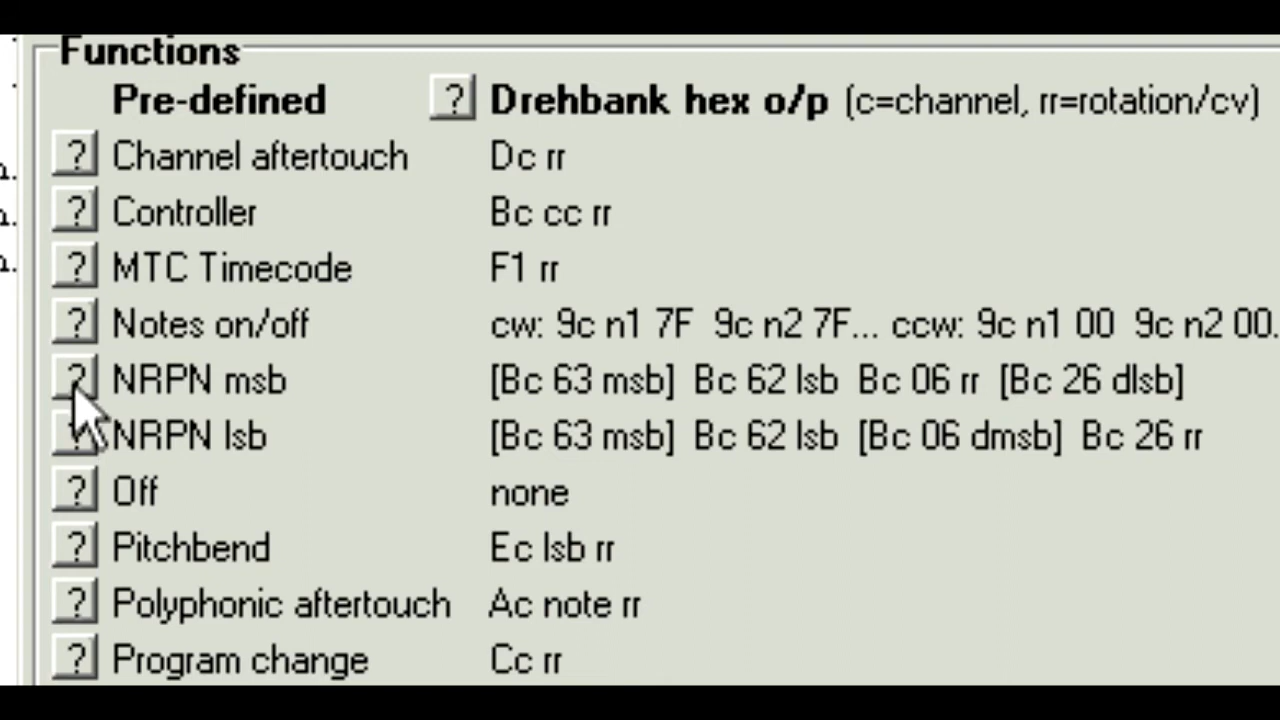 Functions
Pre-defined ? Drehbank hex o/p (c=channel, rr=rotation/cv)
? Channel aftertouch Dc rr
? Controller Bc cc rr
? MTC Timecode F1 rr
? Notes on/off cw: 9c n1 7F 9c n2 7F... ccw: 9c n1 00 9c n2 00.
? NRPN msb [Bc 63 msb] Bc 62 lsb Bc 06 rr [Bc 26 dlsb]
? NRPN lsb [Bc 63 msb] Bc 62 lsb [Bc 06 dmsb] Bc 26 rr
? Off none
? Pitchbend Ec lsb rr
? Polyphonic aftertouch Ac note rr
? Program change Cc rr